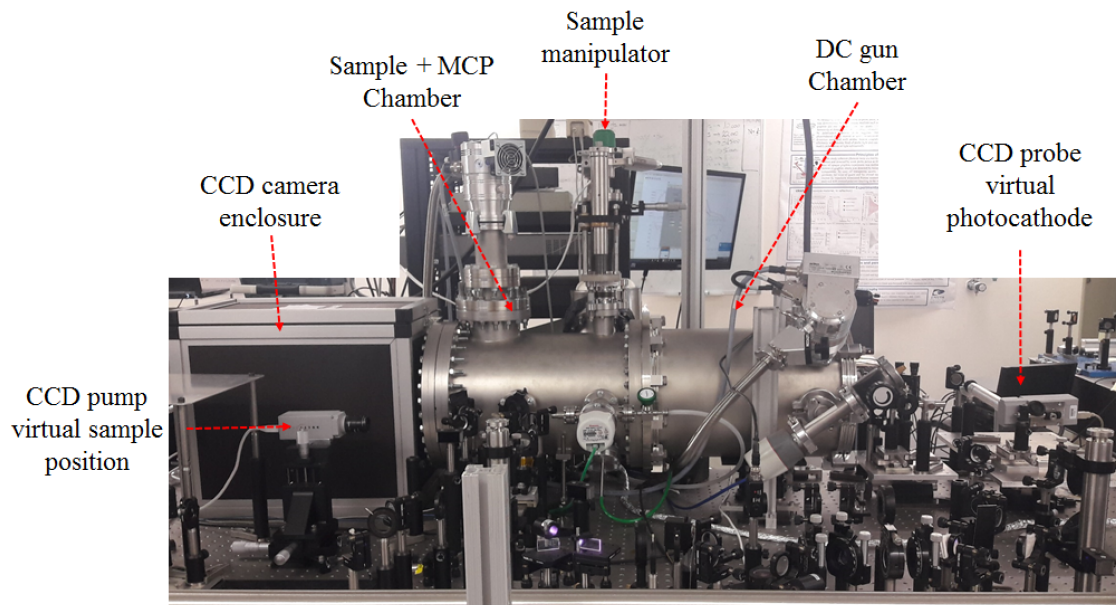 Sample
manipulator
Sample + MCP
Chamber
DC gun
Chamber
CCD camera
enclosure
CCD probe
virtual
photocathode
CCD pump
virtual sample
position